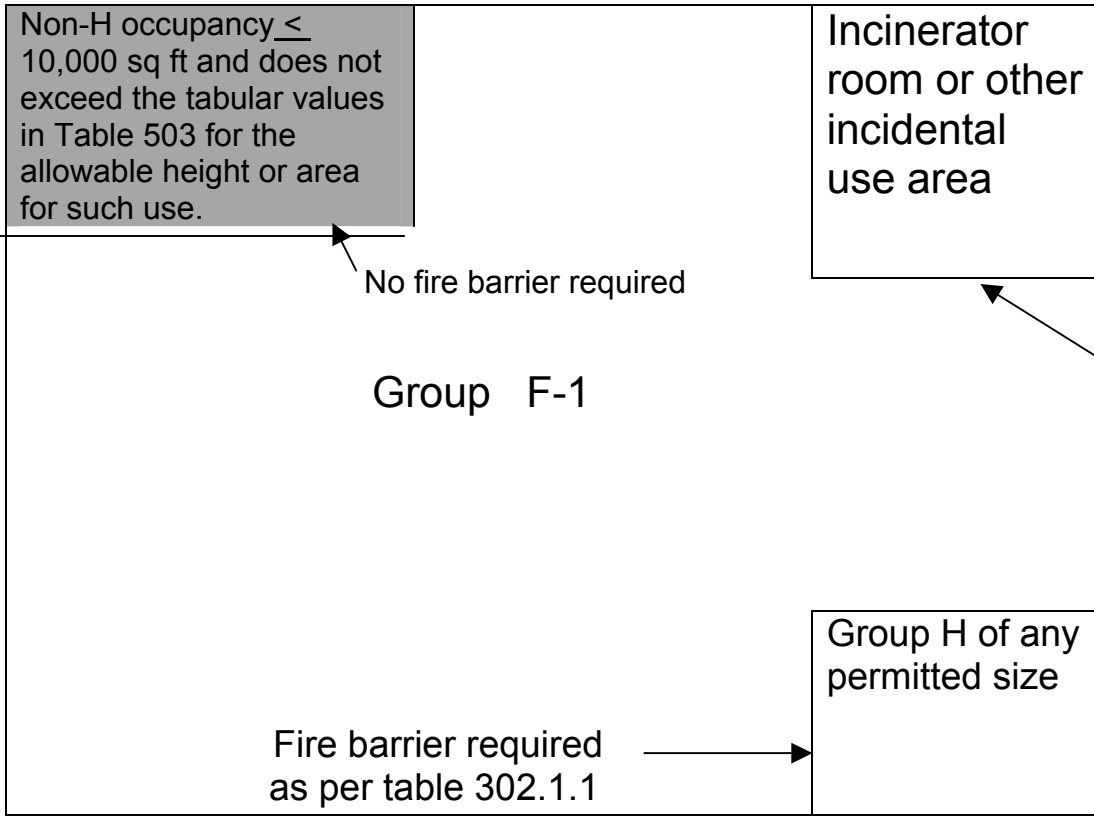 Non-H occupancy <
10,000 sq ft and does not
exceed the tabular values
in Table 503 for the
allowable height or area
for such use.
Incinerator
room or other
incidental
use area
No fire barrier required
Group F-1
Group H of any
permitted size
Fire barrier required
as per table 302.1.1